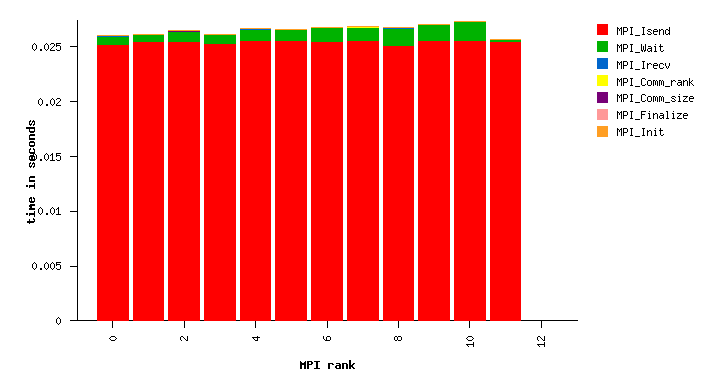 MPI_Isend
MPI_Wait
MPI_Irecv
MPI_Comm_rank
MPI_Comm_size
MPI_Finalize
MPI_Init
time in seconds
0.025
0.02
0.015
0.01
0.005
0
0 2 4 6 8 10 12
MPI rank